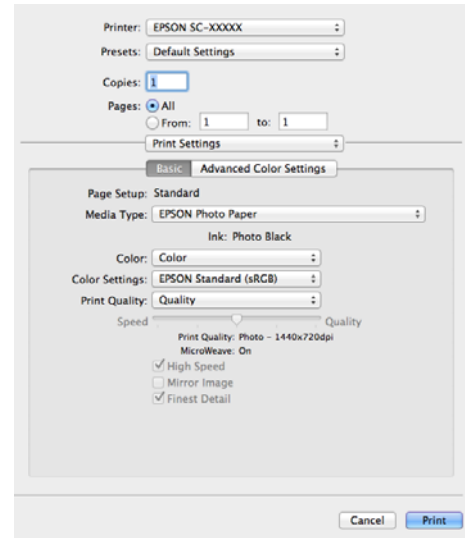 Printer: EPSON SC-XXXXX
Presets: Default Settings
Copies: 1
Pages: All
From: 1 to: 1
Print Settings
Basic Advanced Color Settings
Page Setup: Standard
Media Type: EPSON Photo Paper
Ink: Photo Black
Color: Color
Color Settings: EPSON Standard (sRGB)
Print Quality: Quality
Speed Quality
Print Quality: Photo - 1440x720dpi
MicroWeave: On
High Speed
Mirror Image
Finest Detail
Cancel Print